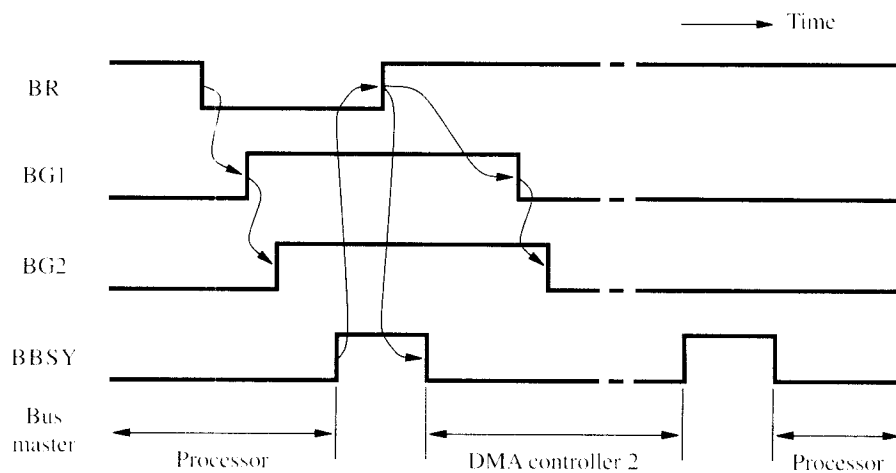 Time
BR
BG1
BG2
BBSY
Bus
master
Processor
DMA controller 2
Processor